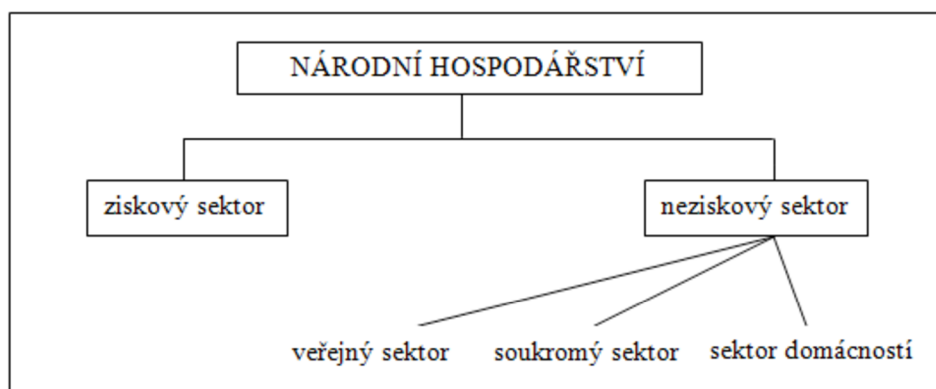 NÁRODNÍ HOSPODÁŘSTVÍ
ziskový sektor
neziskový sektor
veřejný sektor
soukromý sektor
sektor domácností